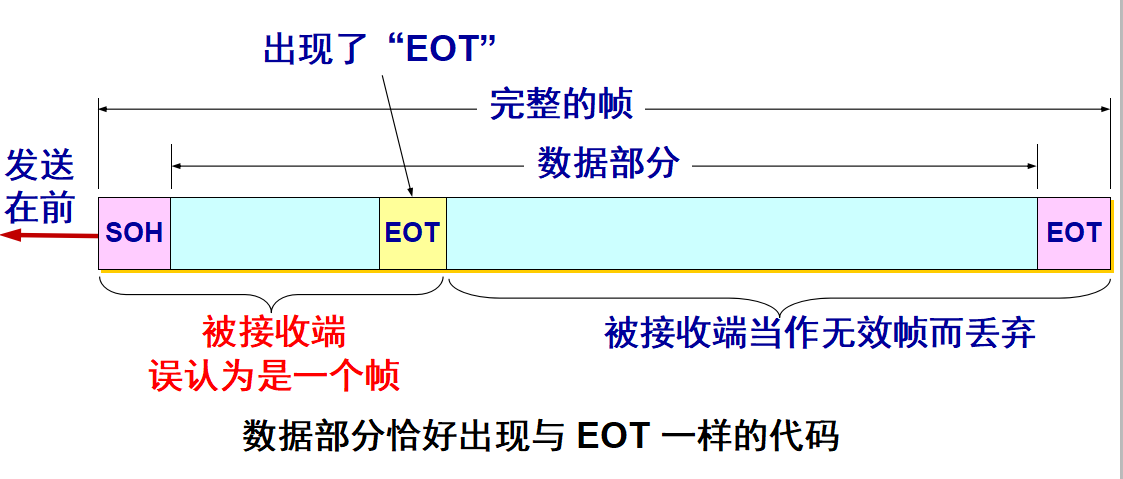 出现了 “EOT”
完整的帧
数据部分
发送
在前
SOH
EOT
EOT
被接收端
误认为是一个帧
被接收端当作无效帧而丢弃
数据部分恰好出现与 EOT 一样的代码